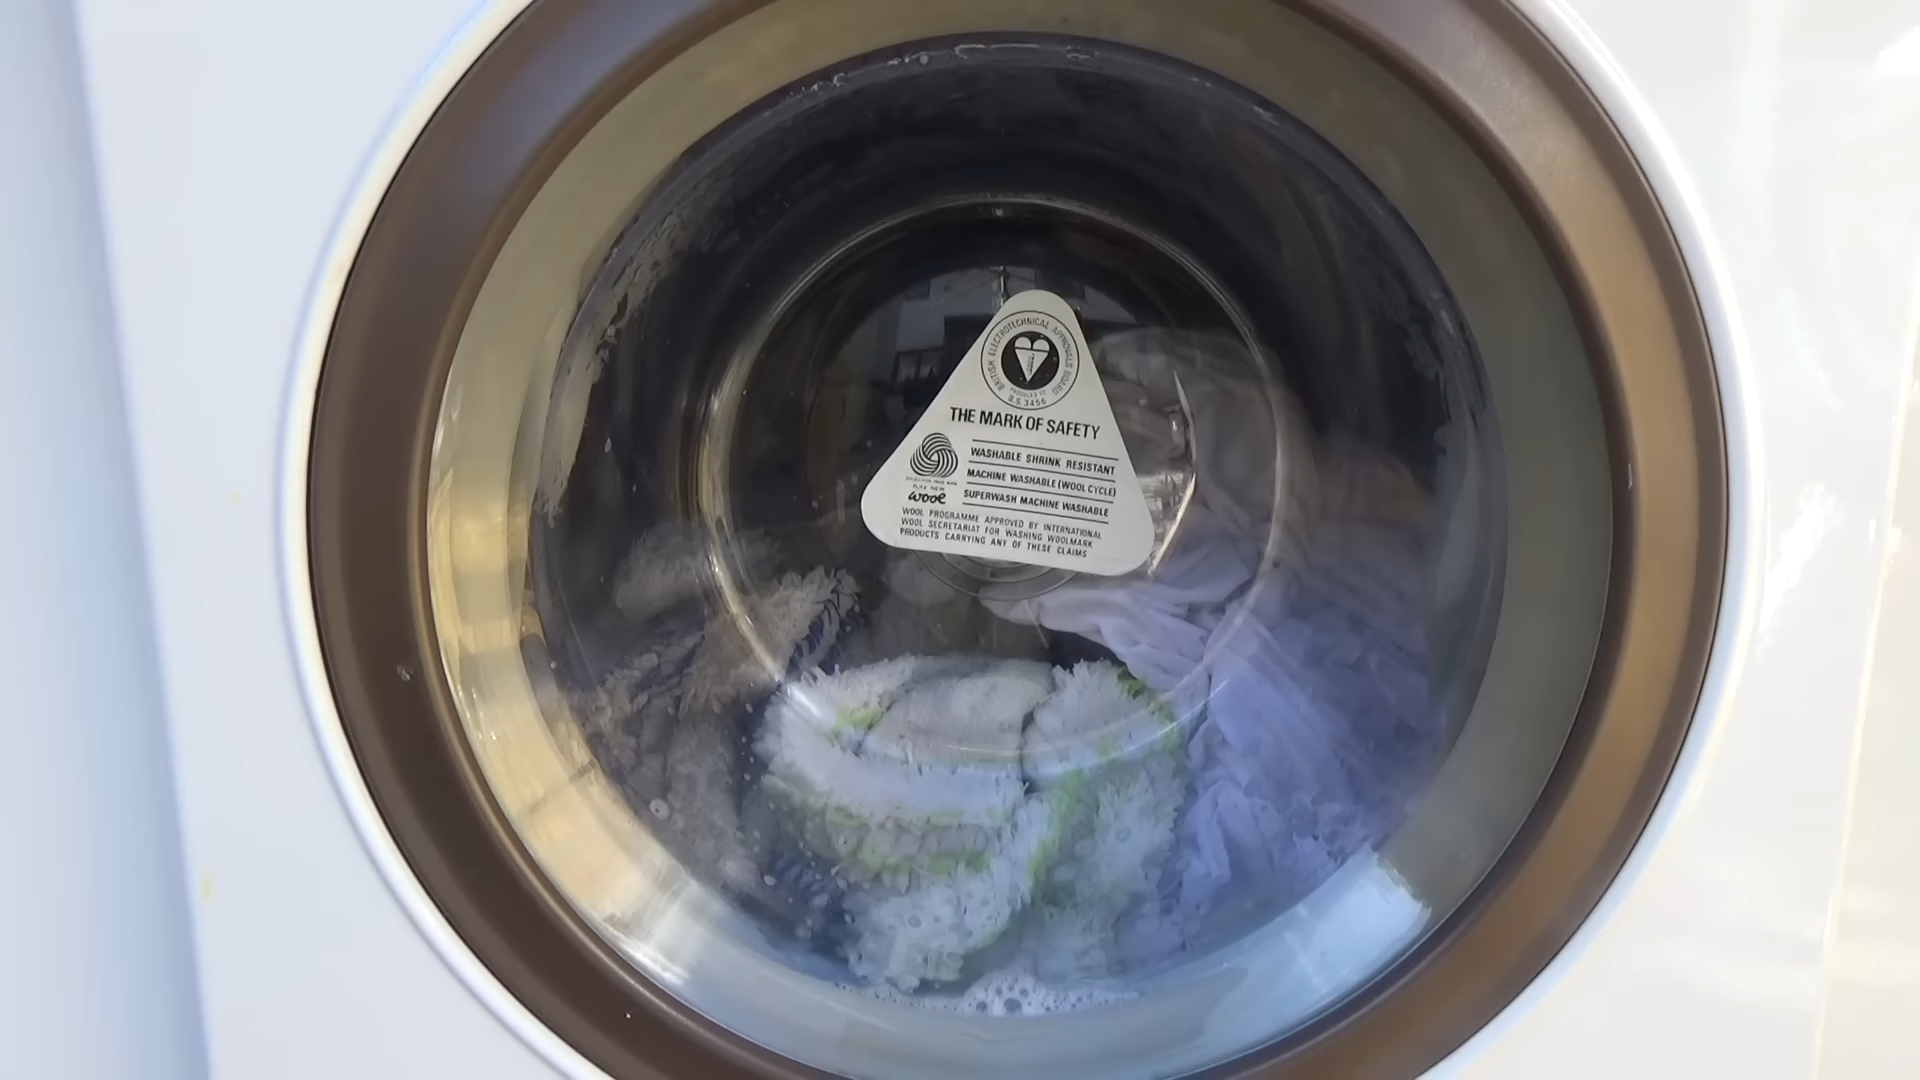 BRITISH ELECTROTECHNICAL APPROVALS BOARD
PRODUCED TO
B.S. 3456
THE MARK OF SAFETY
WASHABLE SHRINK RESISTANT
MACHINE WASHABLE (WOOL CYCLE)
PURE NEW
wool
SUPERWASH MACHINE WASHABLE
WOOL PROGRAMME APPROVED BY INTERNATIONAL
WOOL SECRETARIAT FOR WASHING WOOLMARK
PRODUCTS CARRYING ANY OF THESE CLAIMS